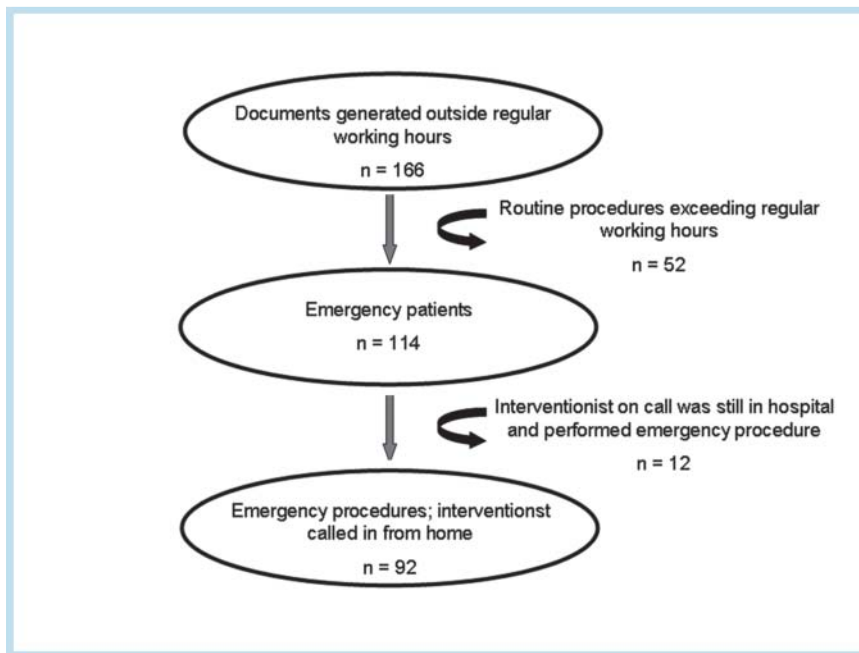 Documents generated outside regular
working hours
n = 166
Routine procedures exceeding regular
working hours
n = 52
Emergency patients
n = 114
Interventionist on call was still in hospital
and performed emergency procedure
n = 12
Emergency procedures; interventionst
called in from home
n = 92